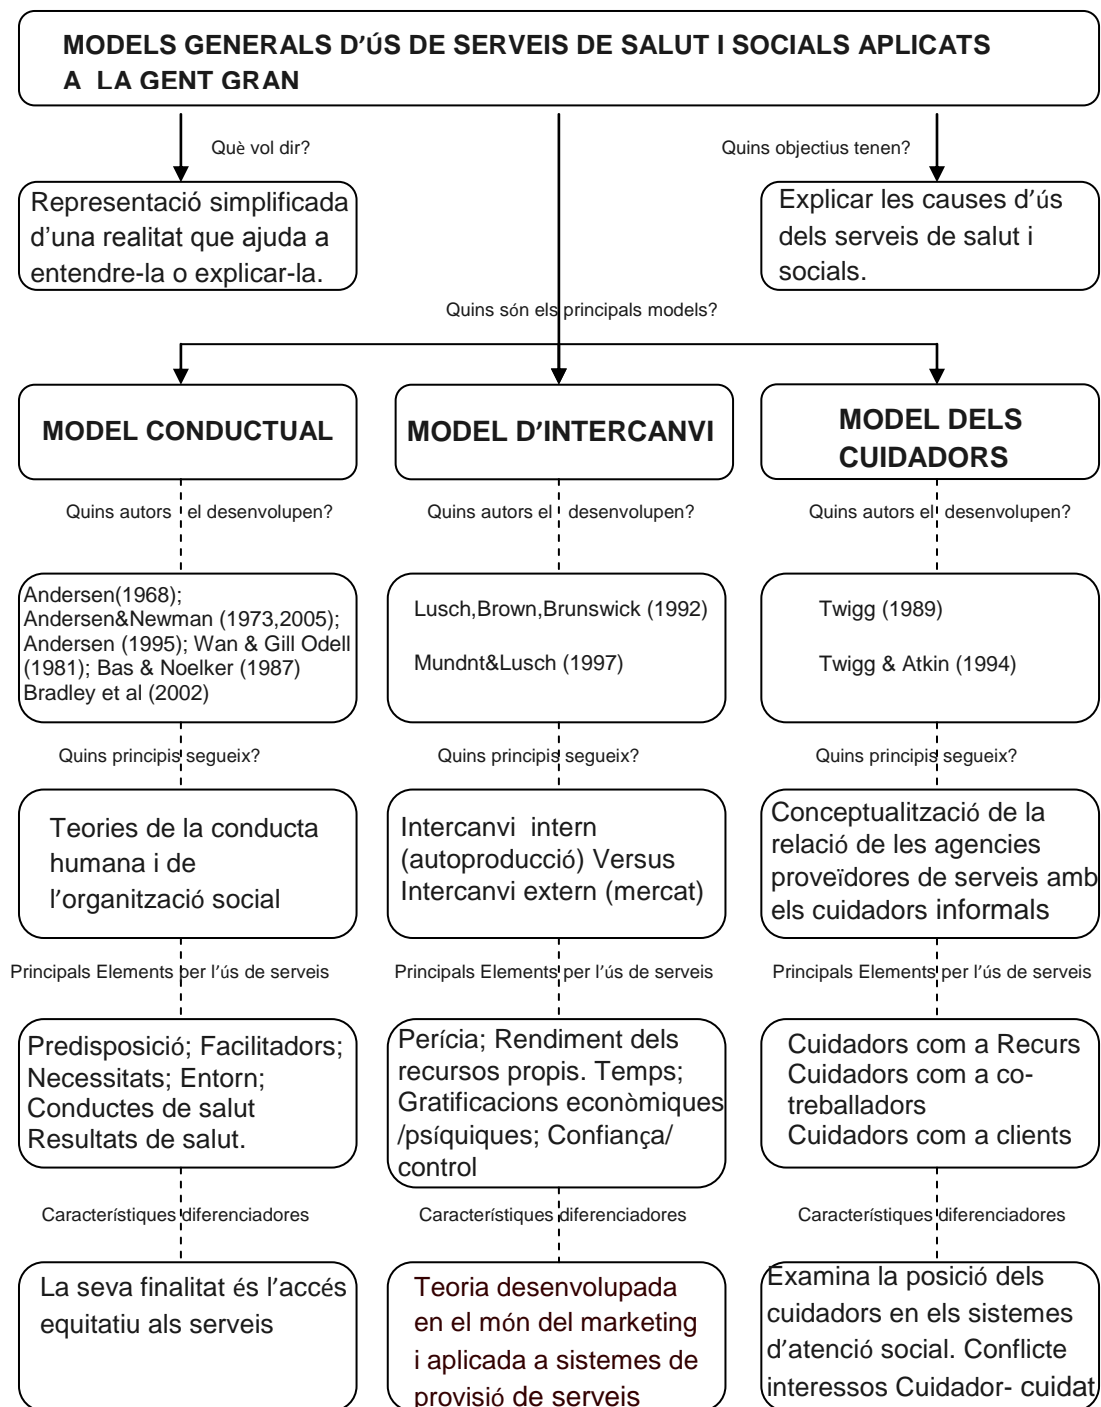 MODELS GENERALS D'ÚS DE SERVEIS DE SALUT I SOCIALS APLICATS
A LA GENT GRAN
Què vol dir?
Quins objectius tenen?
Representació simplificada
d'una realitat que ajuda a
entendre-la o explicar-la.
Explicar les causes d'ús
dels serveis de salut i
socials.
Quins són els principals models?
MODEL CONDUCTUAL
MODEL D'INTERCANVI
MODEL DELS
CUIDADORS
Quins autors el desenvolupen?
Quins autors el desenvolupen?
Quins autors el desenvolupen?
Andersen(1968);
Andersen&Newman (1973,2005);
Andersen (1995); Wan & Gill Odell
(1981); Bas & Noelker (1987)
Bradley et al (2002)
Lusch,Brown,Brunswick (1992)
Mundnt&Lusch (1997)
Twigg (1989)
Twigg & Atkin (1994)
Quins principis segueix?
Quins principis segueix?
Quins principis segueix?
Teories de la conducta
humana i de
l'organització social
Intercanvi intern
(autoproducció) Versus
Intercanvi extern (mercat)
Conceptualització de la
relació de les agencies
proveïdores de serveis amb
els cuidadors informals
Principals Elements per l'ús de serveis
Principals Elements per l'ús de serveis
Principals Elements per l'ús de serveis
Predisposició; Facilitadors;
Necessitats; Entorn;
Conductes de salut
Resultats de salut.
Perícia; Rendiment dels
recursos propis. Temps;
Gratificacions econòmiques
/psíquiques; Confiança/
control
Cuidadors com a Recurs
Cuidadors com a co-
treballadors
Cuidadors com a clients
Característiques diferenciadores
Característiques diferenciadores
Característiques diferenciadores
La seva finalitat és l'accés
equitatiu als serveis
Teoria desenvolupada
en el món del marketing
i aplicada a sistemes de
provisió de serveis
Examina la posició dels
cuidadors en els sistemes
d'atenció social. Conflicte
interessos Cuidador- cuidat